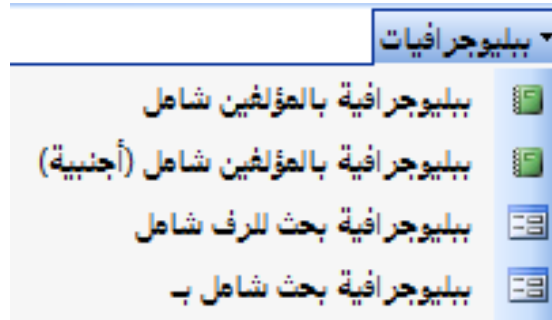 ببليوجرافيات
ببليوجرافية بالمؤلفين شامل
ببليوجرافية بالمؤلفين شامل (أجنبية)
ببليوجرافية بحث للرف شامل
ببليوجرافية بحث شامل بـ